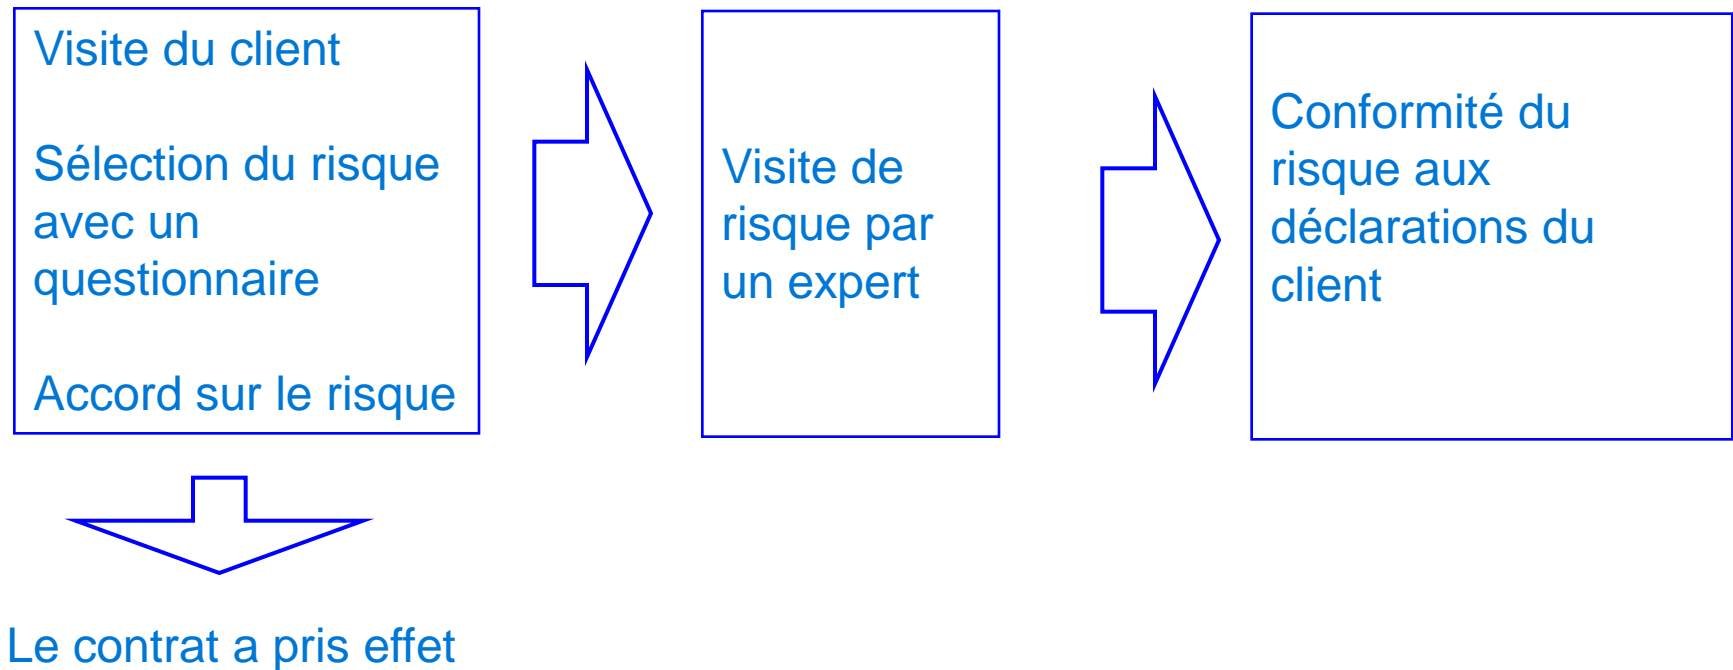 Visite du client
Sélection du risque
avec un
questionnaire
Accord sur le risque
Visite de
risque par
un expert
Conformité du
risque aux
déclarations du
client
Le contrat a pris effet